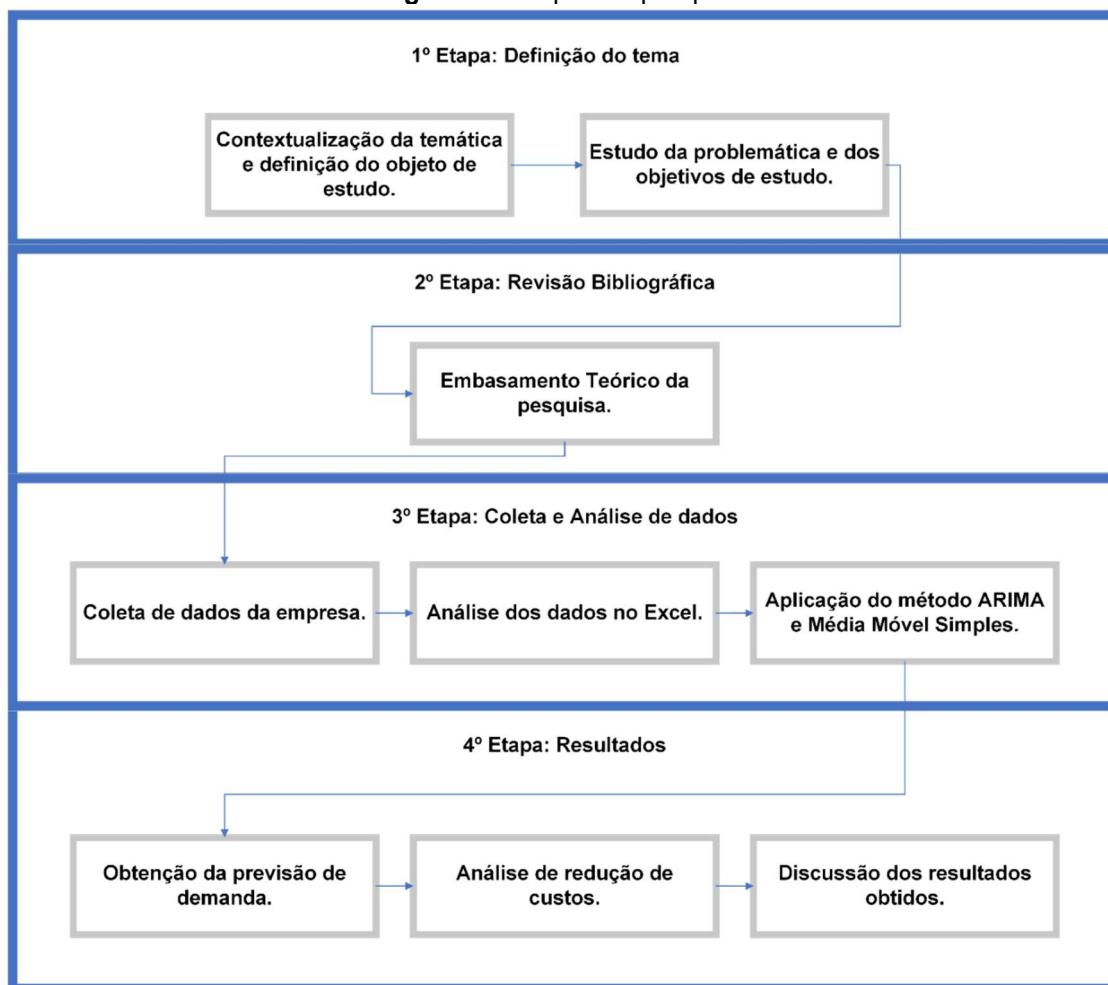 1º Etapa: Definição do tema
Contextualização da temática
e definição do objeto de
estudo.
Estudo da problemática e dos
objetivos de estudo.
2º Etapa: Revisão Bibliográfica
Embasamento Teórico da
pesquisa.
3º Etapa: Coleta e Análise de dados
Coleta de dados da empresa.
Análise dos dados no Excel.
Aplicação do método ARIMA
e Média Móvel Simples.
4º Etapa: Resultados
Obtenção da previsão de
demanda.
Análise de redução de
custos.
Discussão dos resultados
obtidos.